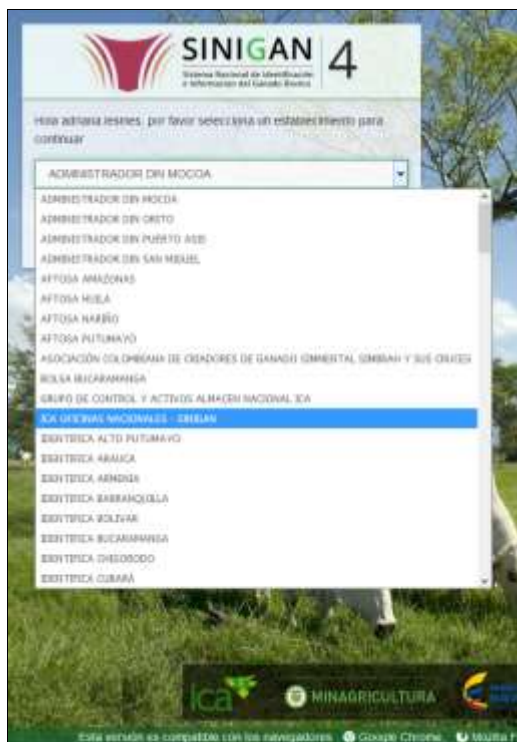 SINIGAN 4
Sistema Nacional de Identificación
e Información del Ganado Bovino
Hola adriana lesmes, por favor selecciona un establecimiento para
continuar
ADMINISTRADOR DIN MOCOA
ADMINISTRADOR DIN MOCOA
ADMINISTRADOR DIN ORITO
ADMINISTRADOR DIN PUERTO ASIS
ADMINISTRADOR DIN SAN MIGUEL
AFTOSA AMAZONAS
AFTOSA HUILA
AFTOSA NARIÑO
AFTOSA PUTUMAYO
ASOCIACIÓN COLOMBIANA DE CRIADORES DE GANADO SIMMENTAL SIMBRAH Y SUS CRUCES
BOLSA BUCARAMANGA
GRUPO DE CONTROL Y ACTIVOS ALMACEN NACIONAL ICA
ICA OFICINAS NACIONALES -
IDENTIFICA ALTO PUTUMAYO
IDENTIFICA ARAUCA
IDENTIFICA ARMENIA
IDENTIFICA BARRANQUILLA
IDENTIFICA BOLIVAR
IDENTIFICA BUCARAMANGA
IDENTIFICA CHIGORODO
IDENTIFICA CUBARÁ
ica MINAGRICULTURA
Esta versión es compatible con los navegadores Google Chrome Mozilla F